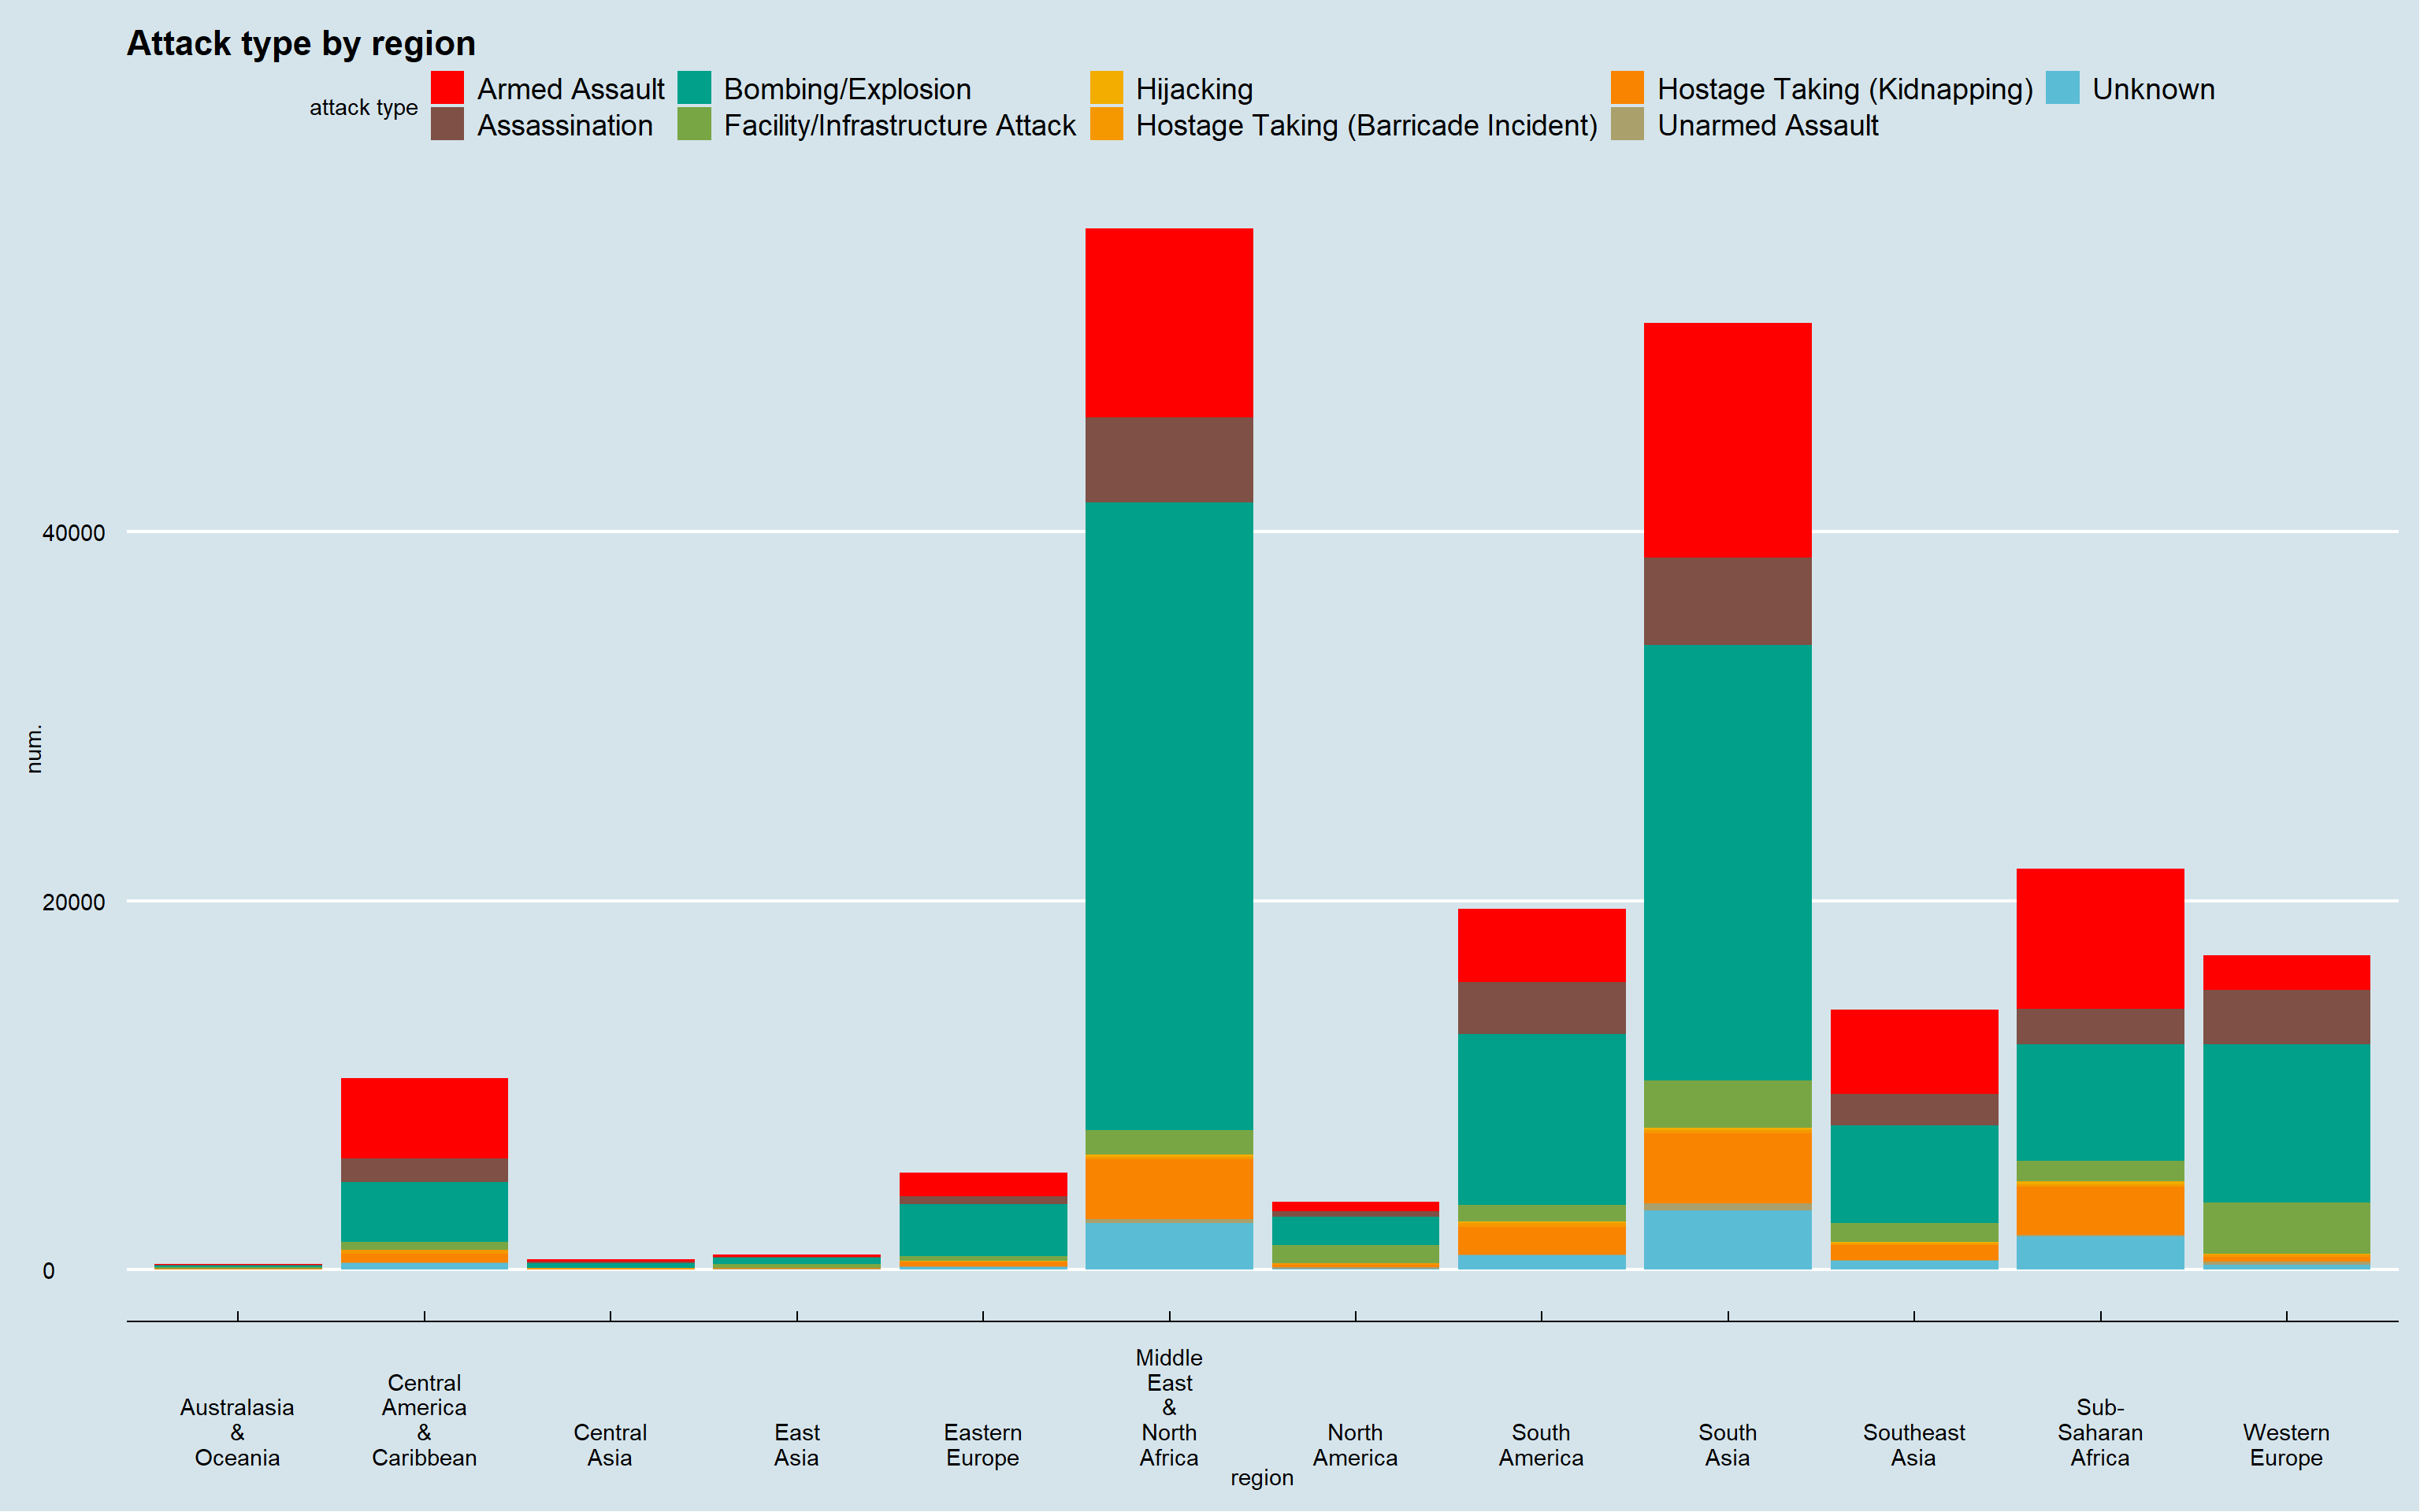 Attack type by region
attack type
Armed Assault
Bombing/Explosion
Hijacking
Hostage Taking (Kidnapping)
Unknown
Assassination
Facility/Infrastructure Attack
Hostage Taking (Barricade Incident)
Unarmed Assault
num.
40000
20000
0
Australasia
&
Oceania
Central
America
&
Caribbean
Central
Asia
East
Asia
Eastern
Europe
Middle
East
&
North
Africa
North
America
South
America
South
Asia
Southeast
Asia
Sub-
Saharan
Africa
Western
Europe
region